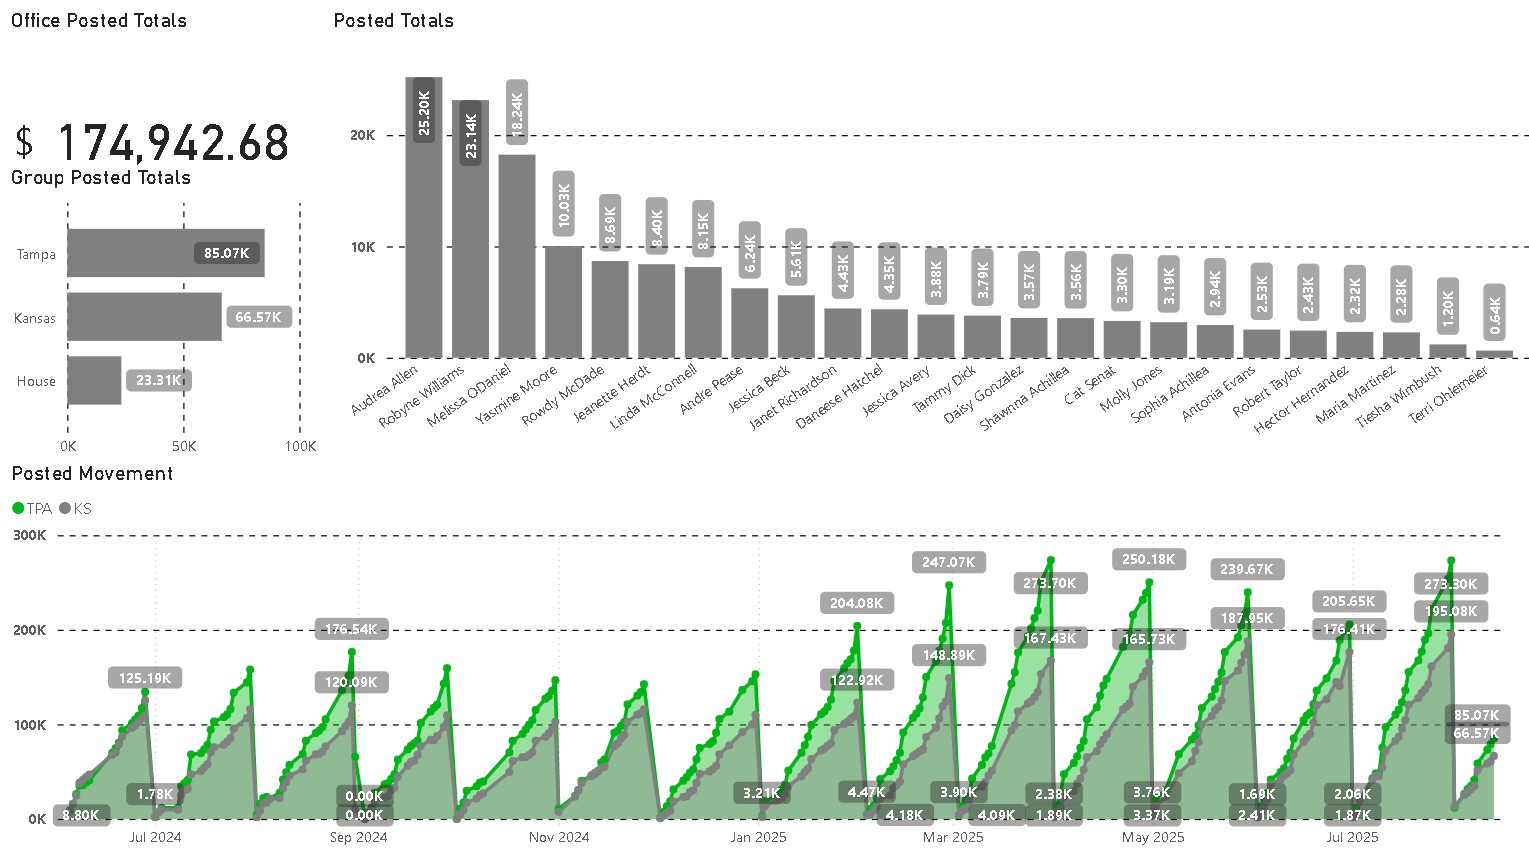 Office Posted Totals
$ 174,942.68
Group Posted Totals
Tampa
85.07K
Kansas
66.57K
House
23.31K
0K
50K
100K
Posted Totals
20K
10K
0K
25.20K
23.14K
18.24K
10.03K
8.69K
8.40K
8.15K
6.24K
5.61K
4.43K
4.35K
3.88K
3.79K
3.57K
3.56K
3.30K
3.19K
2.94K
2.53K
2.43K
2.32K
2.28K
1.20K
0.64K
Audrea Allen
Robyne Williams
Melissa ODaniel
Yasmine Moore
Rowdy McDade
Jeanette Herdt
Linda McConnell
Andre Pease
Jessica Beck
Janet Richardson
Daneese Hatchel
Jessica Avery
Tammy Dick
Daisy Gonzalez
Shawnna Achillea
Cat Senat
Molly Jones
Sophia Achillea
Antonia Evans
Robert Taylor
Hector Hernandez
Maria Martinez
Tiesha Wimbush
Terri Ohlemeier
Posted Movement
TPA KS
300K
200K
100K
0K
8.80K
125.19K
1.78K
176.54K
120.09K
0.00K
0.00K
3.21K
204.08K
122.92K
4.47K
4.18K
247.07K
148.89K
3.90K
4.09K
273.70K
167.43K
2.38K
1.89K
250.18K
165.73K
3.76K
3.37K
239.67K
187.95K
1.69K
2.41K
205.65K
176.41K
2.06K
1.87K
273.30K
195.08K
85.07K
66.57K
Jul 2024
Sep 2024
Nov 2024
Jan 2025
Mar 2025
May 2025
Jul 2025